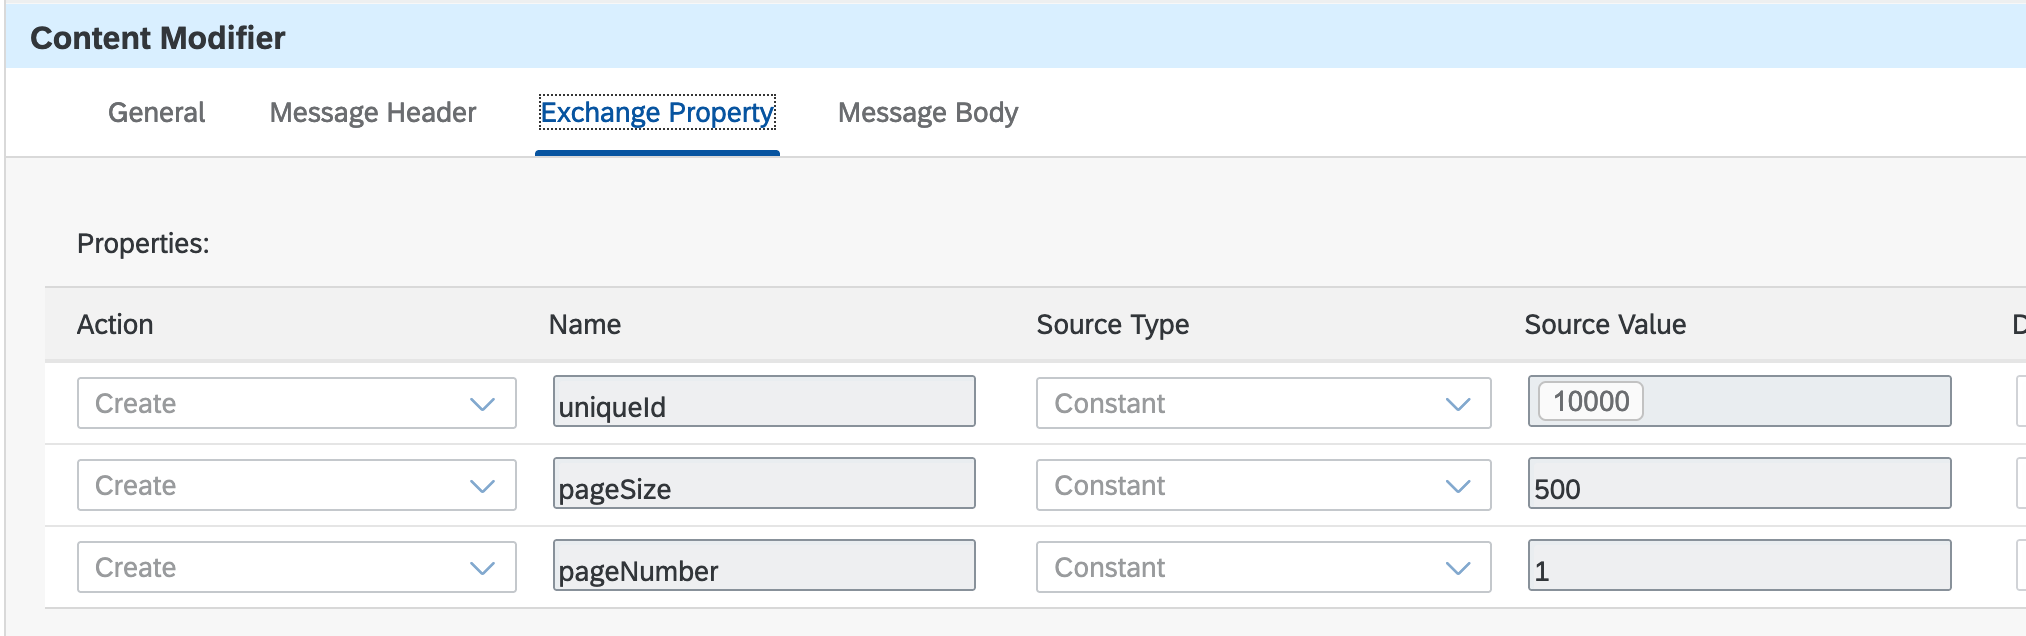 Content Modifier
General Message Header Exchange Property Message Body
Properties:
Action Name Source Type Source Value
Create uniqueId Constant 10000
Create pageSize Constant 500
Create pageNumber Constant 1